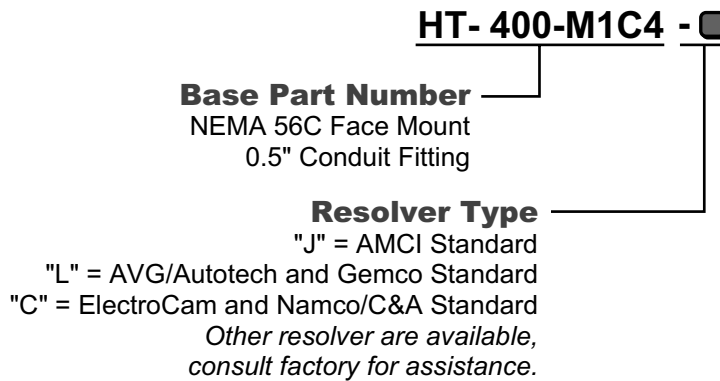 HT- 400-M1C4 -
Base Part Number
NEMA 56C Face Mount
0.5" Conduit Fitting
Resolver Type
"J" = AMCI Standard
"L" = AVG/Autotech and Gemco Standard
"C" = ElectroCam and Namco/C&A Standard
Other resolver are available,
consult factory for assistance.